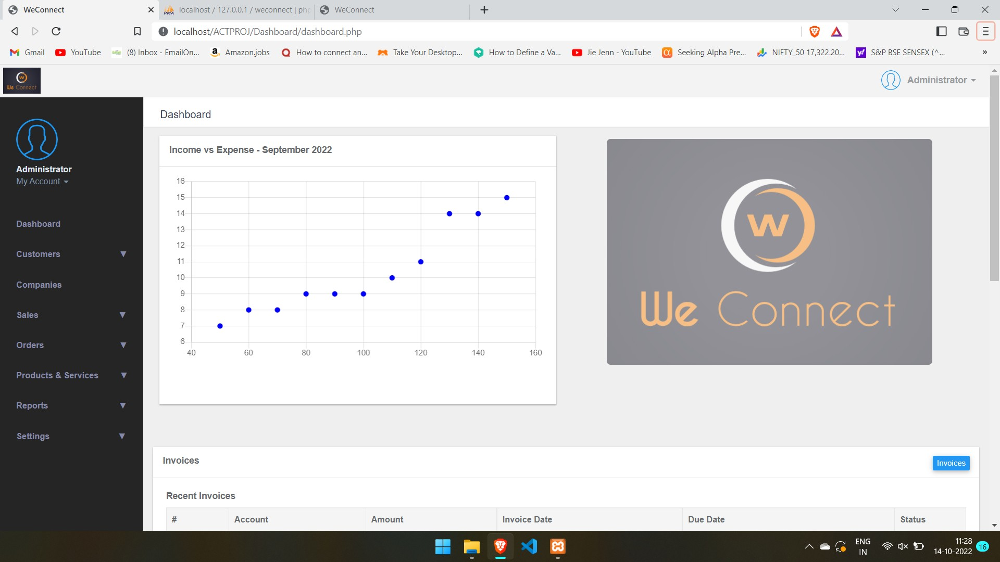 WeConnect
PMA localhost / 127.0.0.1 / weconnect | php
WeConnect
localhost/ACTPROJ/Dashboard/dashboard.php
Gmail YouTube (8) Inbox - EmailOn... Amazon.jobs How to connect an... Take Your Desktop... How to Define a Va... Jie Jenn - YouTube Seeking Alpha Pre... NIFTY_50 17,322.20... S&P BSE SENSEX (^... »
W
We Connect
Administrator
Administrator
My Account
Dashboard
Customers
Companies
Sales
Orders
Products & Services
Reports
Settings
Dashboard
Income vs Expense - September 2022
16
15
14
13
12
11
10
9
8
7
6
40 60 80 100 120 140 160
W
We Connect
Invoices
Invoices
Recent Invoices
# Account Amount Invoice Date Due Date Status
ENG
IN
11:28
14-10-2022
16